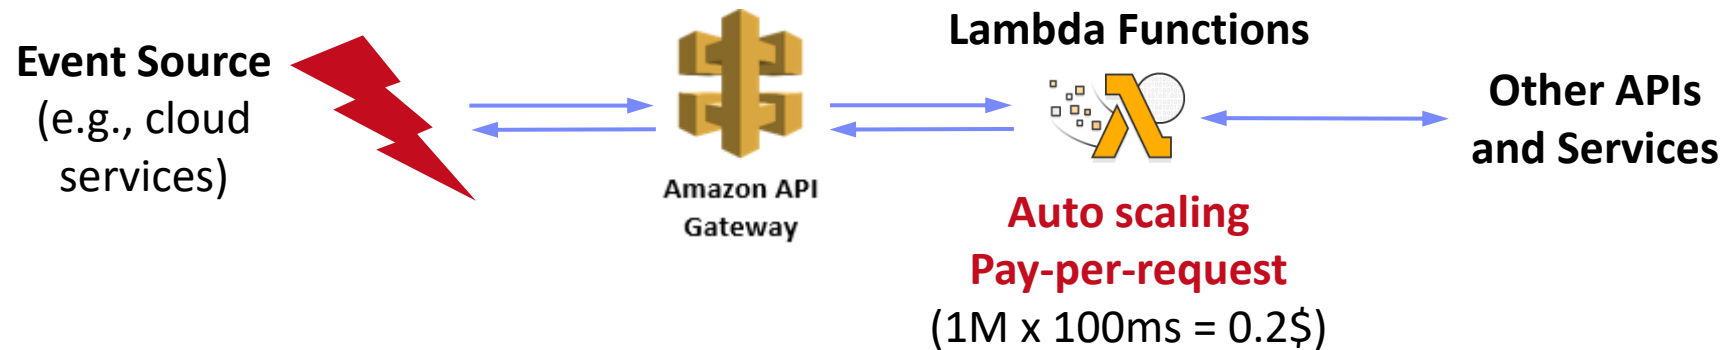 Event Source
(e.g., cloud
services)
Amazon API
Gateway
Lambda Functions
Auto scaling
Pay-per-request
(1M x 100ms = 0.2$)
Other APIs
and Services